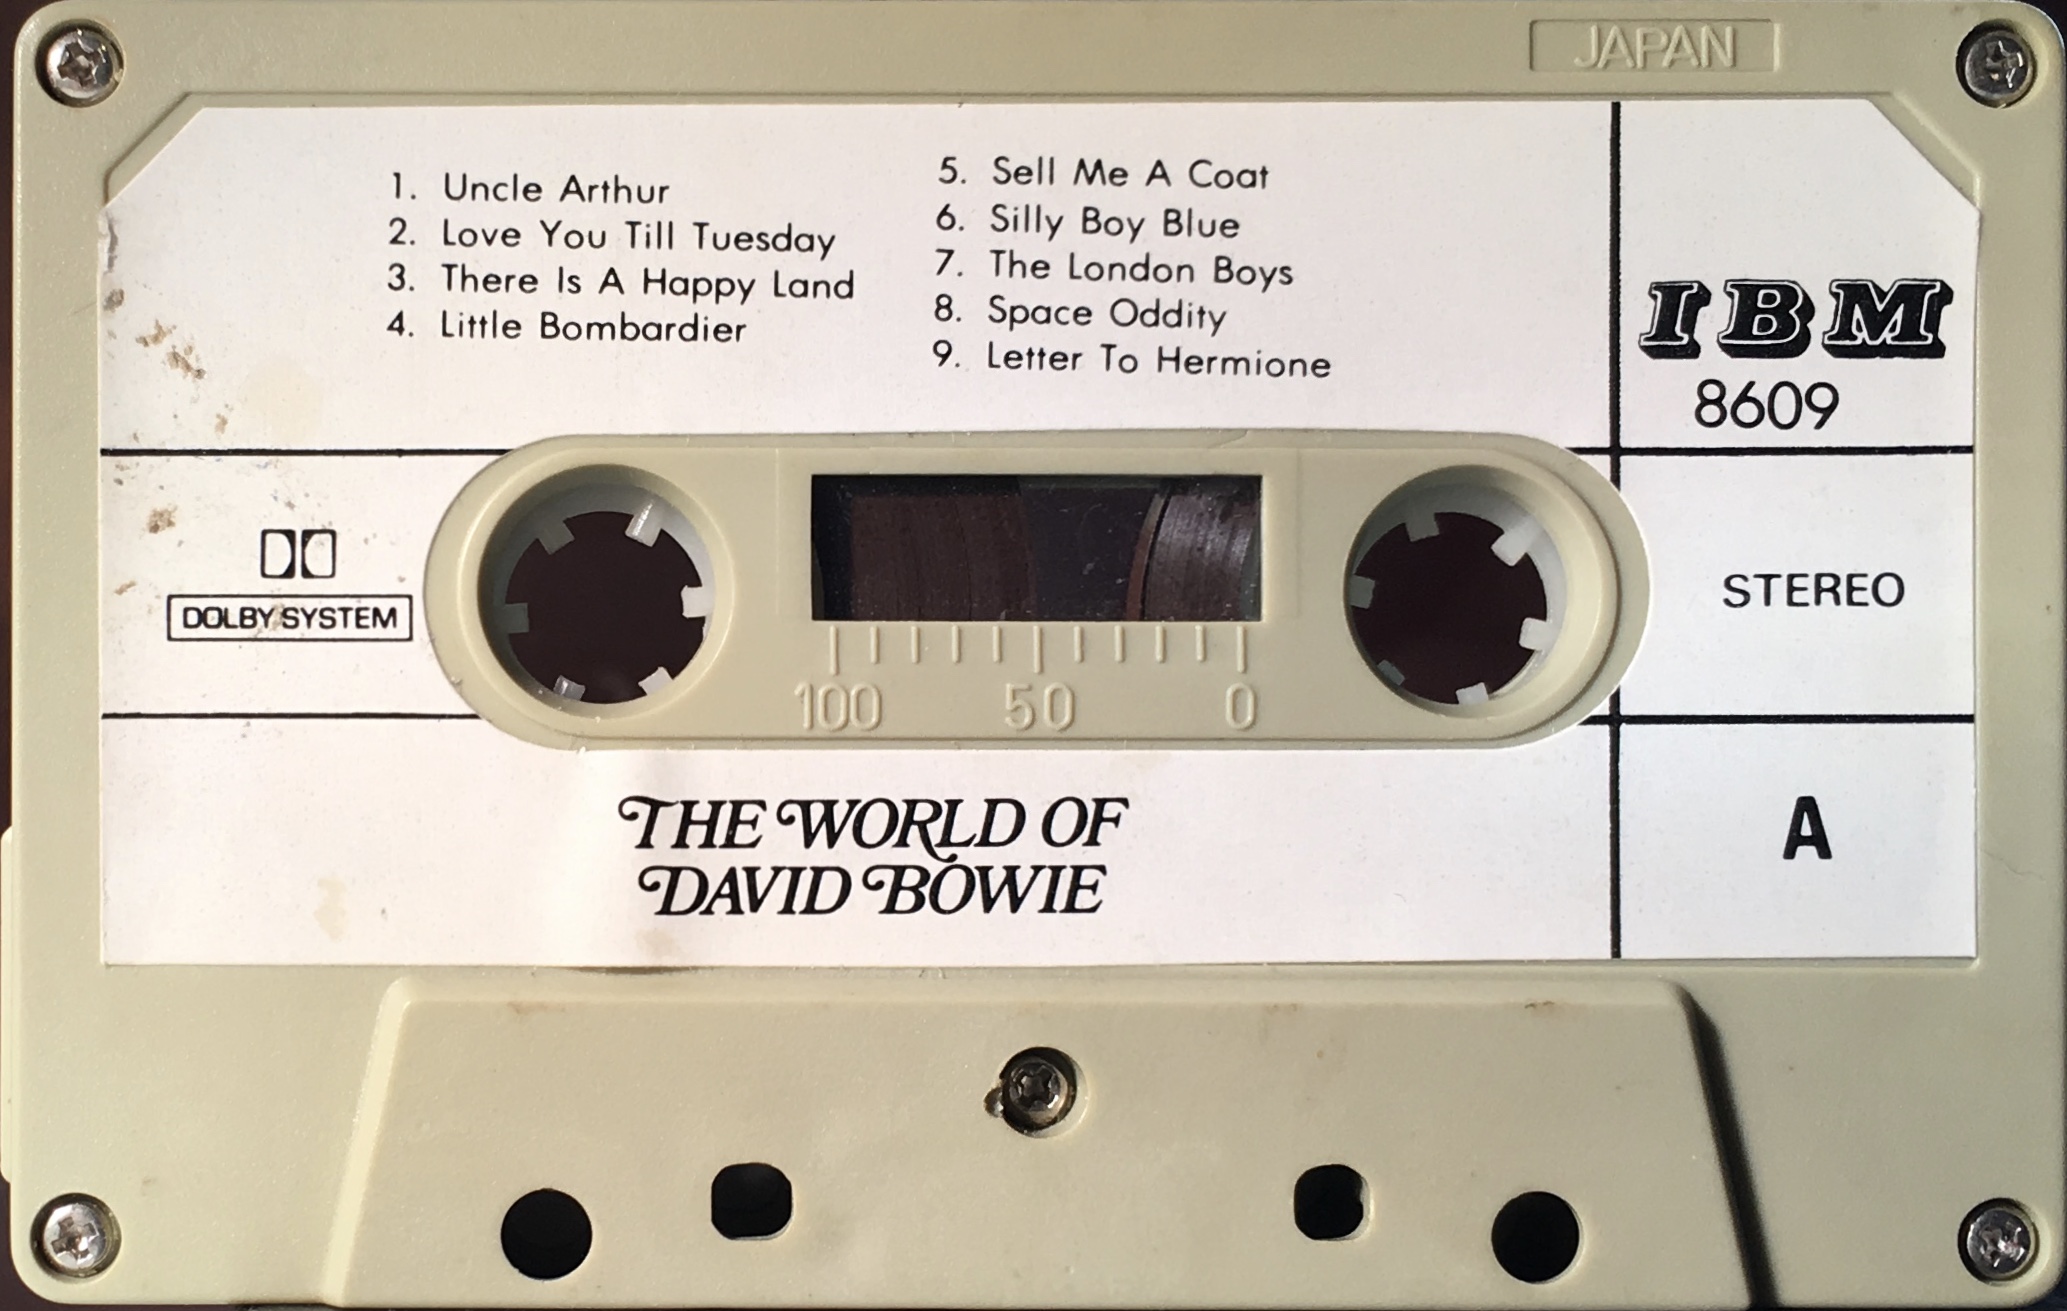 JAPAN
1. Uncle Arthur
2. Love You Till Tuesday
3. There Is A Happy Land
4. Little Bombardier
5. Sell Me A Coat
6. Silly Boy Blue
7. The London Boys
8. Space Oddity
9. Letter To Hermione
IBM
8609
DOLBY SYSTEM
100 50 0
STEREO
THE WORLD OF
DAVID BOWIE
A